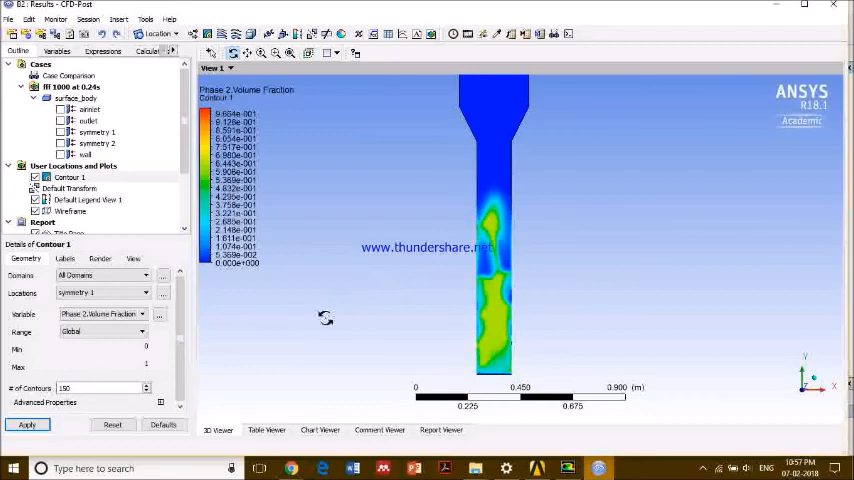 B2 : Results - CFD-Post
File Edit Monitor Session Insert Tools Help
Location
Outline Variables Expressions Calculat
Cases
Case Comparison
fff 1000 at 0.24s
surface_body
airinlet
outlet
symmetry 1
symmetry 2
wall
User Locations and Plots
Contour 1
Default Transform
Default Legend View 1
Wireframe
Report
Details of Contour 1
Geometry Labels Render View
Domains All Domains ...
Locations symmetry 1 ...
Variable Phase 2.Volume Fraction ...
Range Global
Min 0
Max 1
# of Contours 150
Advanced Properties
Apply Reset Defaults
View 1
Phase 2.Volume Fraction
Contour 1
9.664e-001
9.128e-001
8.591e-001
8.054e-001
7.517e-001
6.980e-001
6.443e-001
5.906e-001
5.369e-001
4.832e-001
4.295e-001
3.758e-001
3.221e-001
2.685e-001
2.148e-001
1.611e-001
1.074e-001
5.369e-002
0.000e+000
ANSYS
R18.1
Academic
www.thundershare.net
0 0.450 0.900 (m)
0.225 0.675
Y
Z X
3D Viewer Table Viewer Chart Viewer Comment Viewer Report Viewer
Type here to search
ENG
10:57 PM
07-02-2018